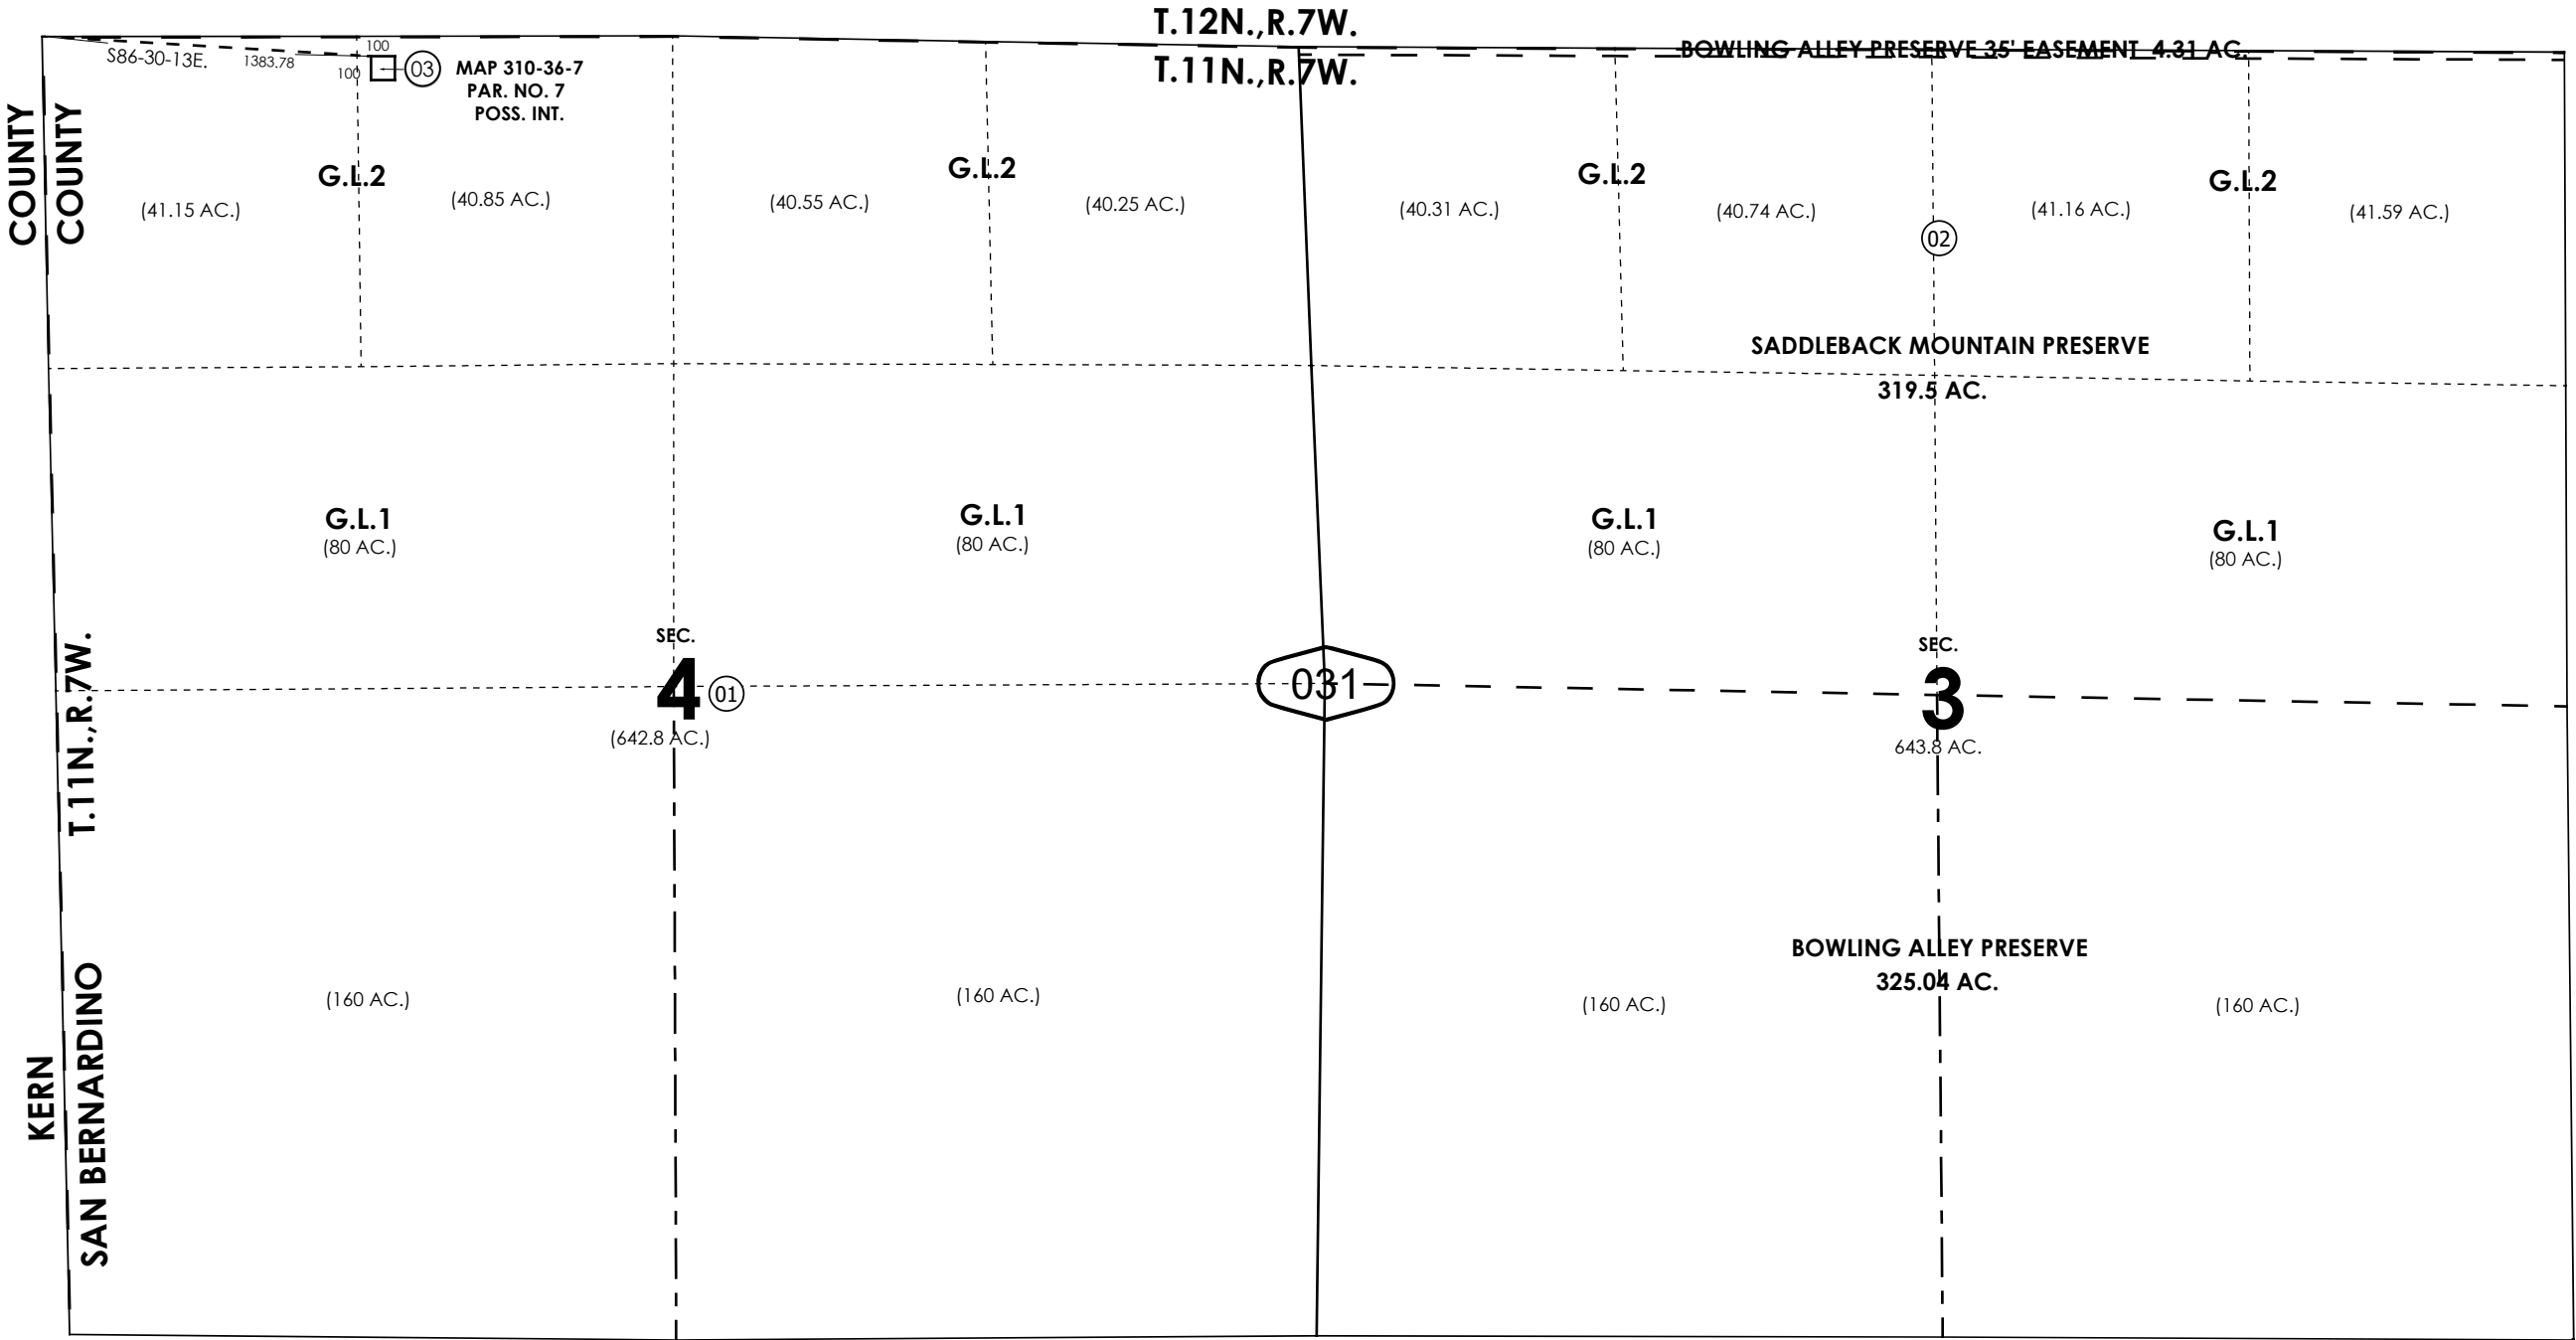 T.12N.,R.7W.
T.11N.,R.7W.
BOWLING ALLEY PRESERVE 35' EASEMENT 4.31 AC.
S86-30-13E.
1383.78
100
100
03
MAP 310-36-7
PAR. NO. 7
POSS. INT.
COUNTY
COUNTY
G.L.2
G.L.2
G.L.2
G.L.2
(41.15 AC.)
(40.85 AC.)
(40.55 AC.)
(40.25 AC.)
(40.31 AC.)
(40.74 AC.)
(41.16 AC.)
(41.59 AC.)
02
SADDLEBACK MOUNTAIN PRESERVE
319.5 AC.
G.L.1
(80 AC.)
G.L.1
(80 AC.)
G.L.1
(80 AC.)
G.L.1
(80 AC.)
T.11N.,R.7W.
SEC.
4
01
(642.8 AC.)
031
SEC.
3
643.8 AC.
BOWLING ALLEY PRESERVE
325.04 AC.
(160 AC.)
(160 AC.)
(160 AC.)
(160 AC.)
KERN
SAN BERNARDINO